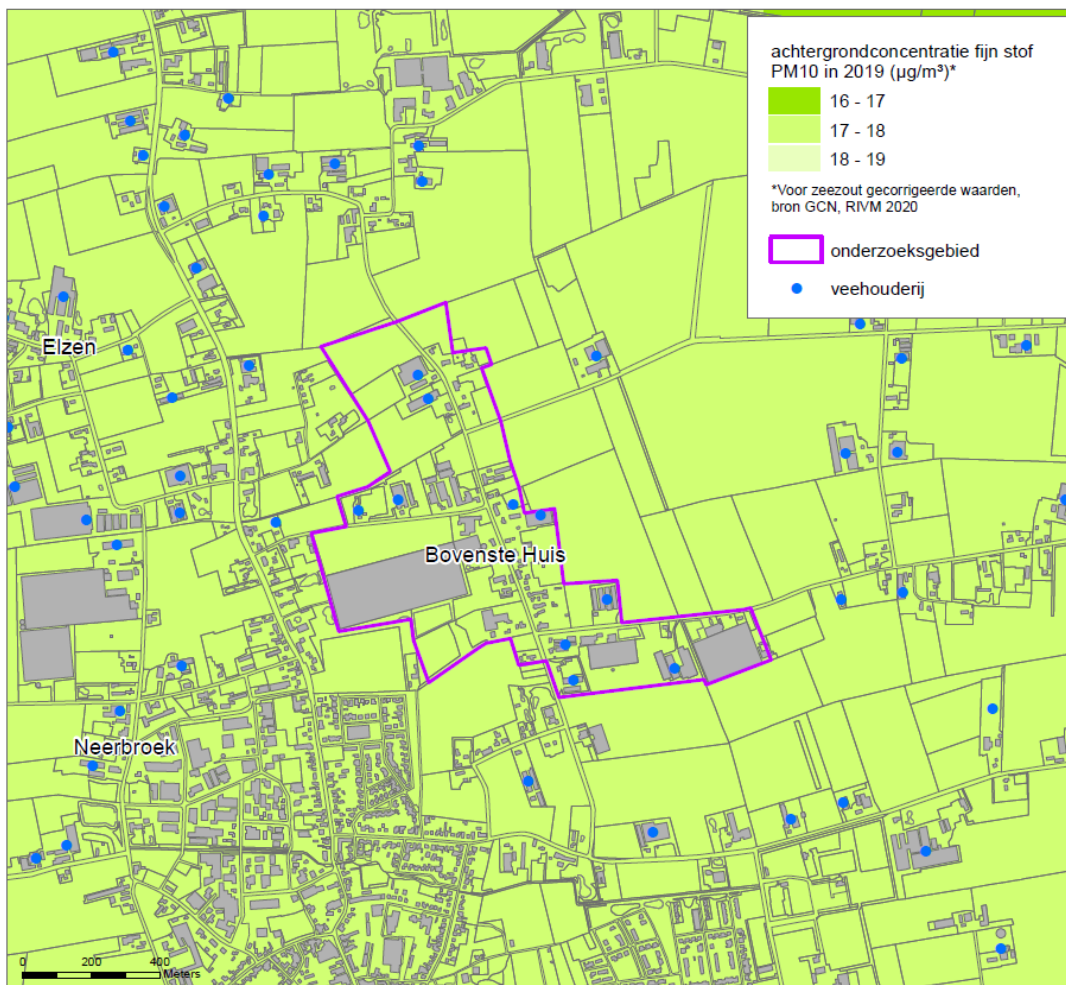 achtergrondconcentratie fijn stof
PM10 in 2019 (µg/m³)*
16 - 17
17 - 18
18 - 19
*Voor zeezout gecorrigeerde waarden,
bron GCN, RIVM 2020
onderzoeksgebied
veehouderij
Elzen
Bovenste Huis
Neerbroek
0 200 400
Meters